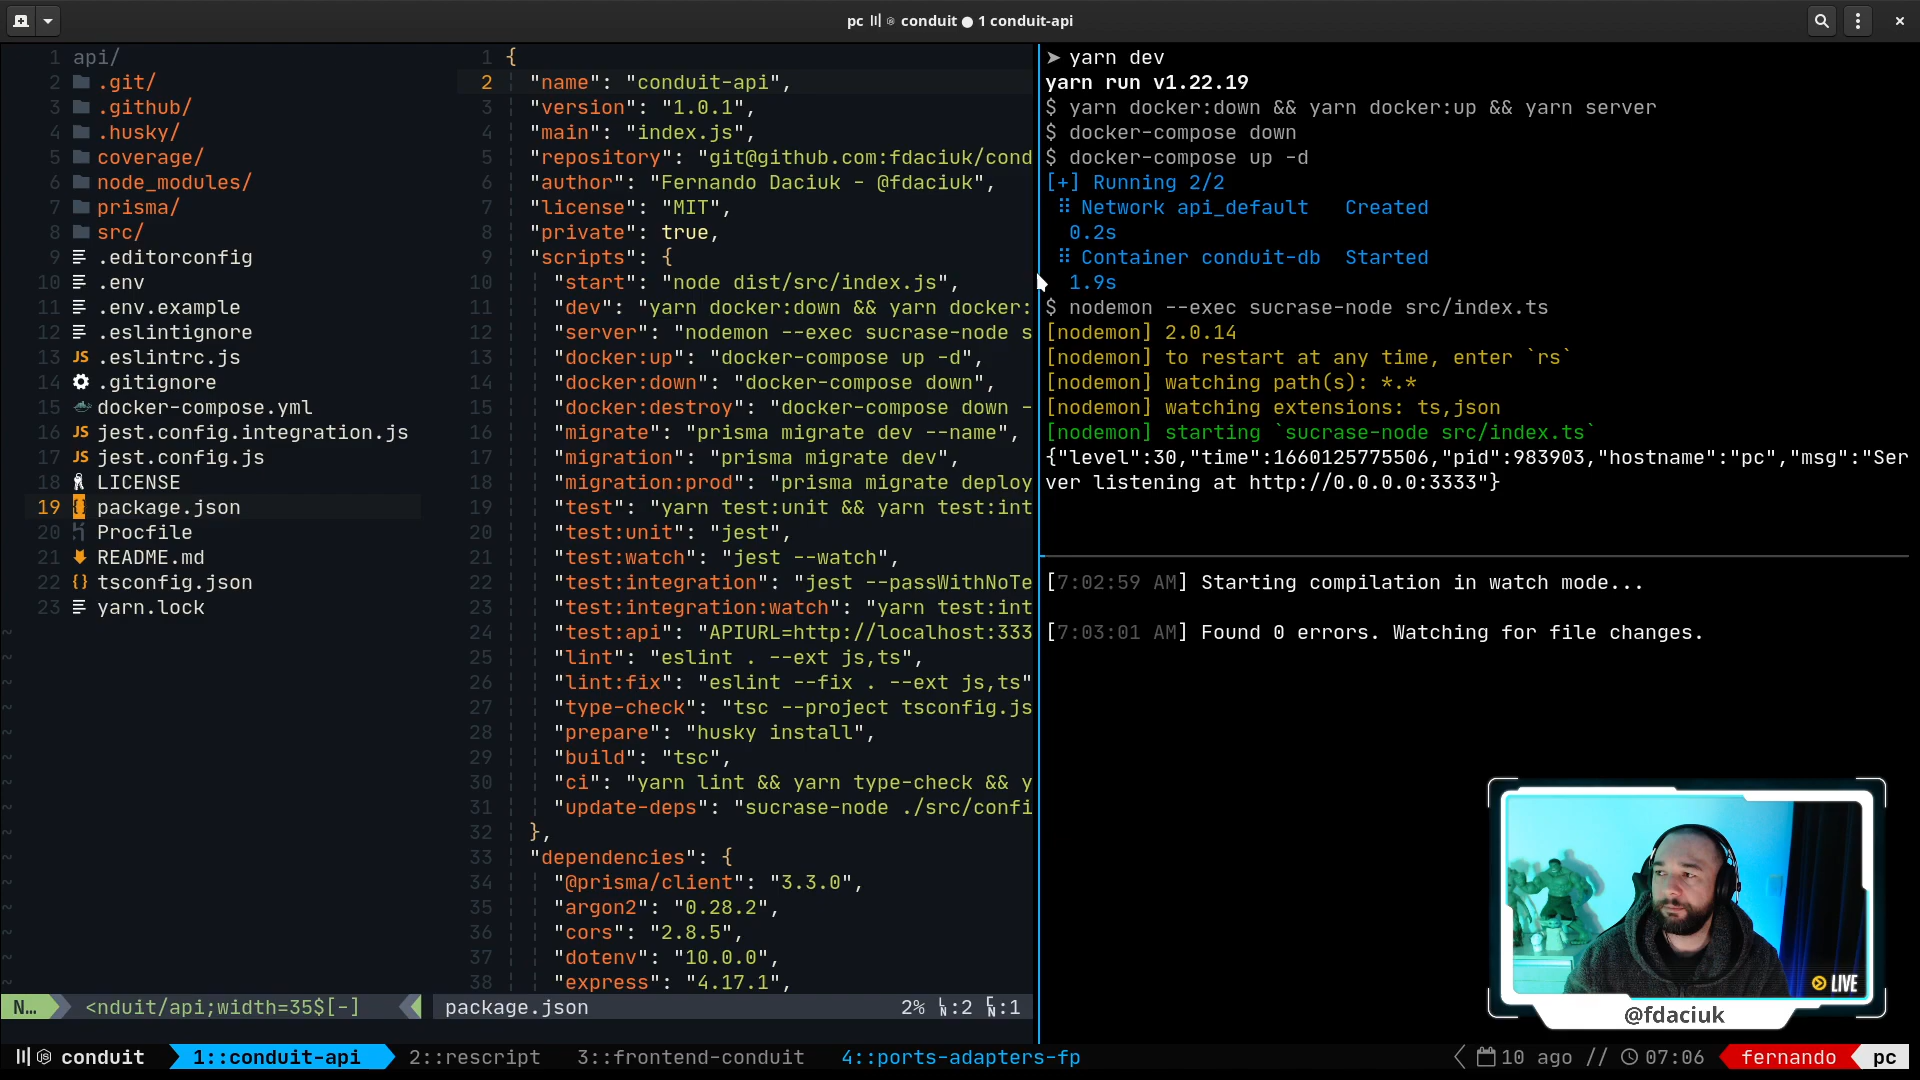 pc conduit ● 1 conduit-api
1 api/
2 .git/
3 .github/
4 .husky/
5 coverage/
6 node_modules/
7 prisma/
8 src/
9 .editorconfig
10 .env
11 .env.example
12 .eslintignore
13 JS .eslintrc.js
14 .gitignore
15 docker-compose.yml
16 JS jest.config.integration.js
17 JS jest.config.js
18 LICENSE
19 package.json
20 Procfile
21 README.md
22 {} tsconfig.json
23 yarn.lock
N… <nduit/api;width=35$[-]
1 {
2 "name": "conduit-api",
3 "version": "1.0.1",
4 "main": "index.js",
5 "repository": "git@github.com:fdaciuk/cond
6 "author": "Fernando Daciuk - @fdaciuk",
7 "license": "MIT",
8 "private": true,
9 "scripts": {
10 "start": "node dist/src/index.js",
11 "dev": "yarn docker:down && yarn docker:
12 "server": "nodemon --exec sucrase-node s
13 "docker:up": "docker-compose up -d",
14 "docker:down": "docker-compose down",
15 "docker:destroy": "docker-compose down -
16 "migrate": "prisma migrate dev --name",
17 "migration": "prisma migrate dev",
18 "migration:prod": "prisma migrate deploy
19 "test": "yarn test:unit && yarn test:int
20 "test:unit": "jest",
21 "test:watch": "jest --watch",
22 "test:integration": "jest --passWithNoTe
23 "test:integration:watch": "yarn test:int
24 "test:api": "APIURL=http://localhost:333
25 "lint": "eslint . --ext js,ts",
26 "lint:fix": "eslint --fix . --ext js,ts"
27 "type-check": "tsc --project tsconfig.js
28 "prepare": "husky install",
29 "build": "tsc",
30 "ci": "yarn lint && yarn type-check && y
31 "update-deps": "sucrase-node ./src/confi
32 },
33 "dependencies": {
34 "@prisma/client": "3.3.0",
35 "argon2": "0.28.2",
36 "cors": "2.8.5",
37 "dotenv": "10.0.0",
38 "express": "4.17.1",
package.json 2% LN:2 CN:1
➤ yarn dev
yarn run v1.22.19
$ yarn docker:down && yarn docker:up && yarn server
$ docker-compose down
$ docker-compose up -d
[+] Running 2/2
⠿ Network api_default Created
0.2s
⠿ Container conduit-db Started
1.9s
$ nodemon --exec sucrase-node src/index.ts
[nodemon] 2.0.14
[nodemon] to restart at any time, enter `rs`
[nodemon] watching path(s): *.*
[nodemon] watching extensions: ts,json
[nodemon] starting `sucrase-node src/index.ts`
{"level":30,"time":1660125775506,"pid":983903,"hostname":"pc","msg":"Ser
ver listening at http://0.0.0.0:3333"}
[7:02:59 AM] Starting compilation in watch mode...
[7:03:01 AM] Found 0 errors. Watching for file changes.
LIVE
@fdaciuk
conduit 1::conduit-api 2::rescript 3::frontend-conduit 4::ports-adapters-fp 10 ago // 07:06 fernando pc